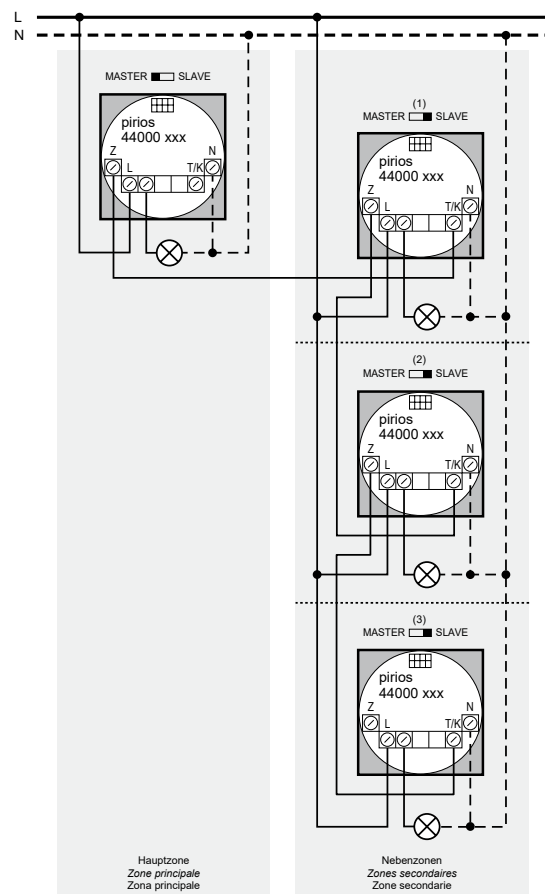 L
N
MASTER SLAVE
pirios
44000 xxx
Z
L
T/K
N
(1)
MASTER SLAVE
pirios
44000 xxx
Z
L
T/K
N
(2)
MASTER SLAVE
pirios
44000 xxx
Z
L
T/K
N
(3)
MASTER SLAVE
pirios
44000 xxx
Z
L
T/K
N
Hauptzone
Zone principale
Zona principale
Nebenzonen
Zones secondaires
Zone secondarie